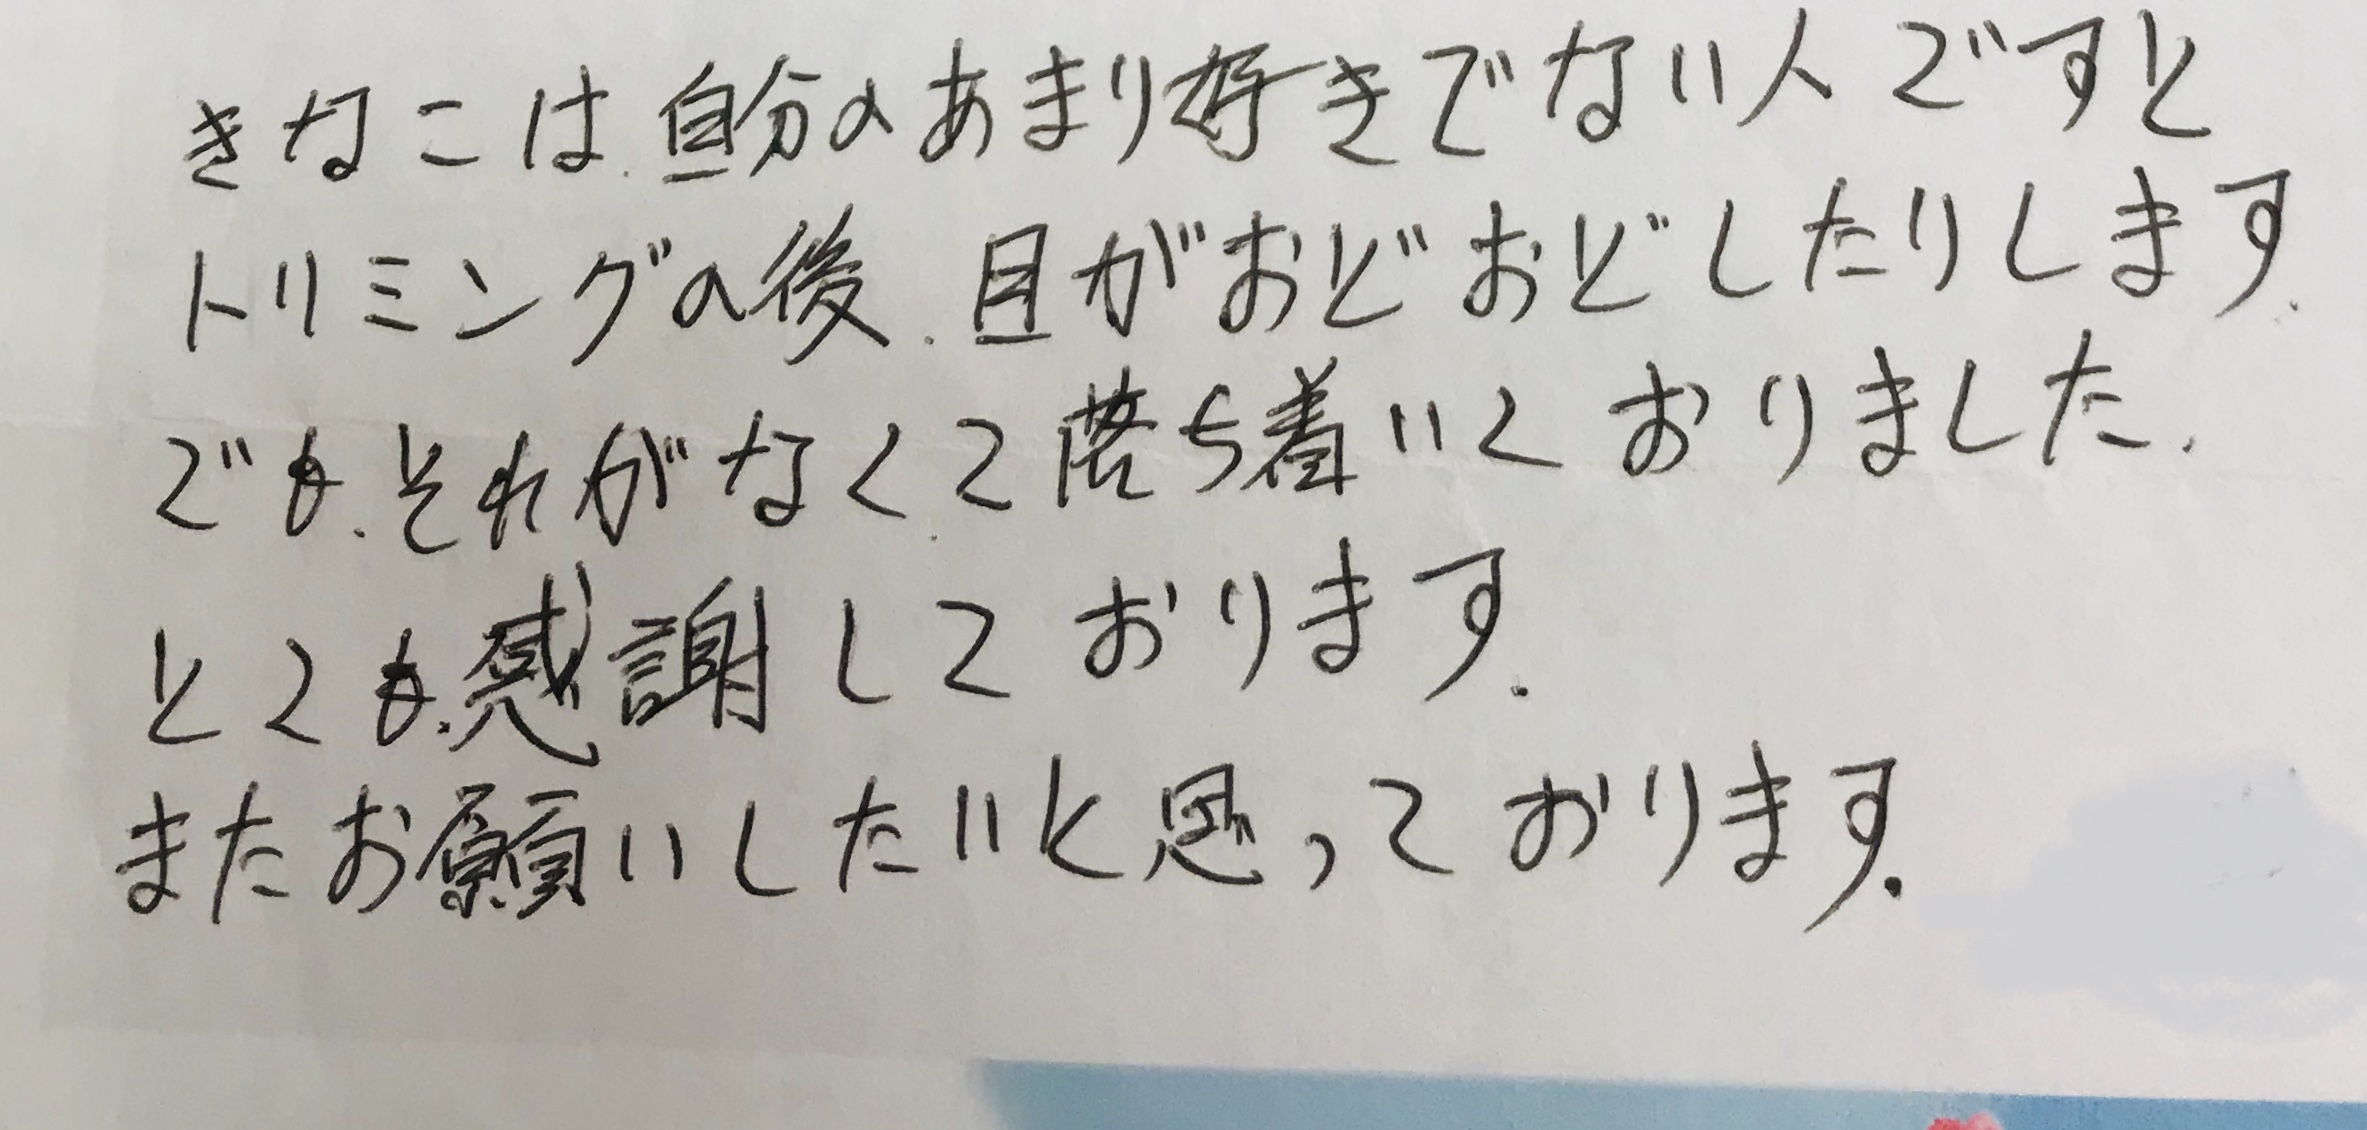 きなこは、自分のあまり好きでない人ですと
トリミングの後、目がおどおどしたりします。
でも、それがなくて落ち着いておりました。
とても、感謝しております。
またお願いしたいと思っております。